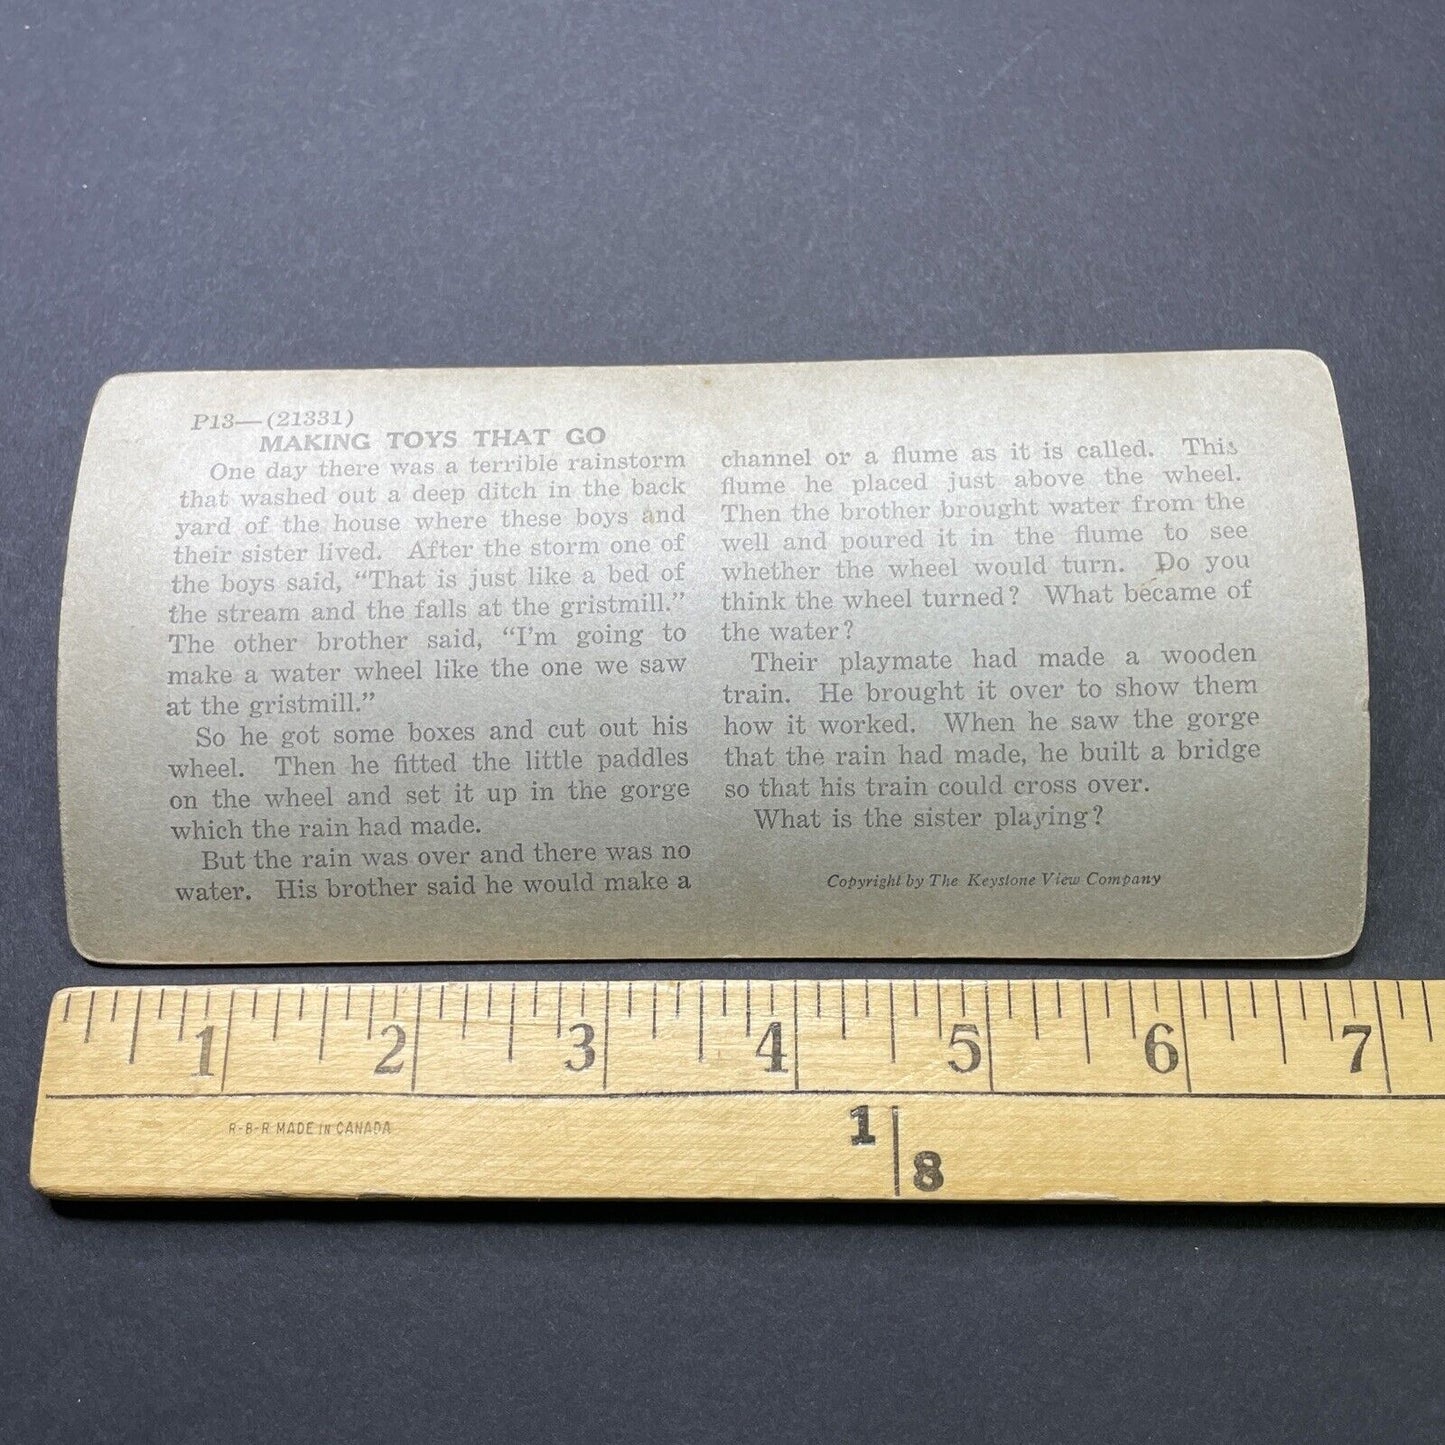 P13—(21331)
MAKING TOYS THAT GO
One day there was a terrible rainstorm
that washed out a deep ditch in the back
yard of the house where these boys and
their sister lived. After the storm one of
the boys said, “That is just like a bed of
the stream and the falls at the gristmill.”
The other brother said, “I’m going to
make a water wheel like the one we saw
at the gristmill.”
So he got some boxes and cut out his
wheel. Then he fitted the little paddles
on the wheel and set it up in the gorge
which the rain had made.
But the rain was over and there was no
water. His brother said he would make a
channel or a flume as it is called. This
flume he placed just above the wheel.
Then the brother brought water from the
well and poured it in the flume to see
whether the wheel would turn. Do you
think the wheel turned? What became of
the water?
Their playmate had made a wooden
train. He brought it over to show them
how it worked. When he saw the gorge
that the rain had made, he built a bridge
so that his train could cross over.
What is the sister playing?
Copyright by The Keystone View Company
1 2 3 4 5 6 7
R-B-R MADE IN CANADA
1
8